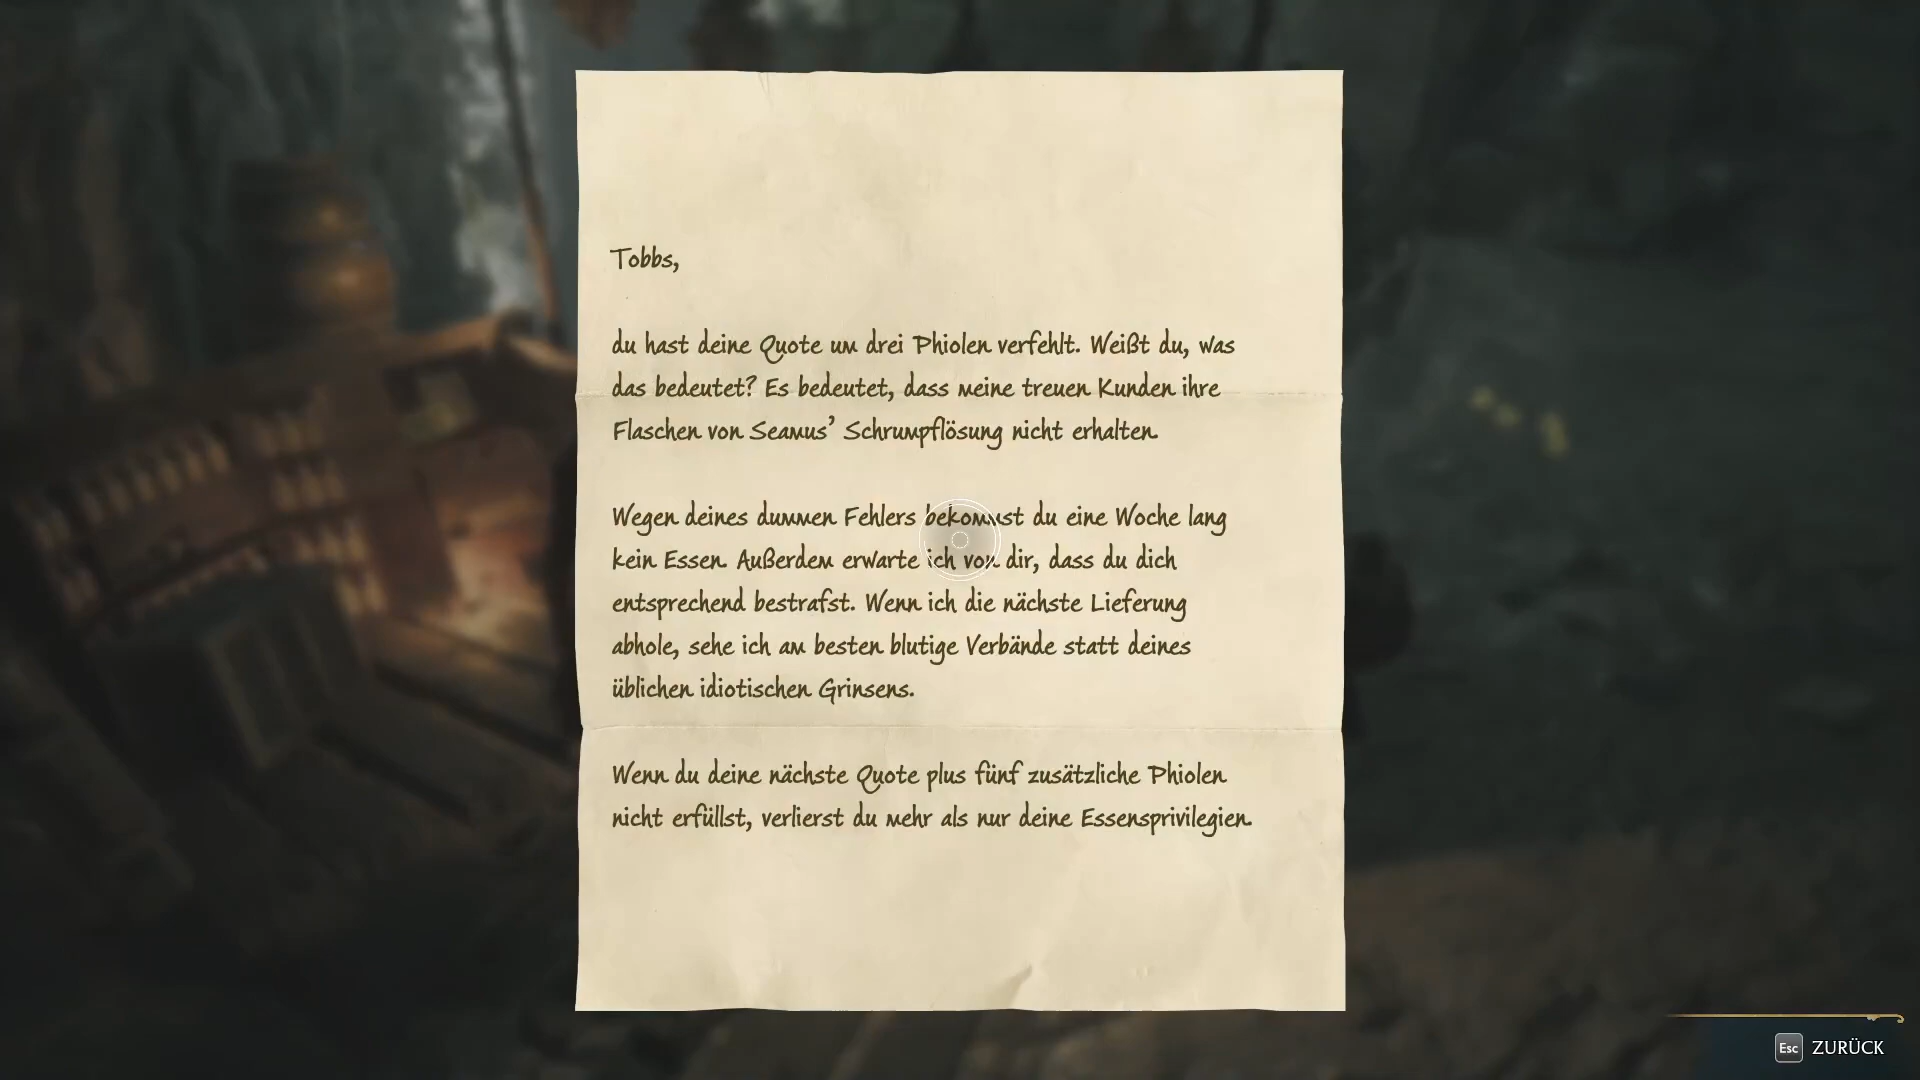 Tobbs,
du hast deine Quote um drei Phiolen verfehlt. Weißt du, was
das bedeutet? Es bedeutet, dass meine treuen Kunden ihre
Flaschen von Seamus’ Schrumpflösung nicht erhalten.
Wegen deines dummen Fehlers bekommst du eine Woche lang
kein Essen. Außerdem erwarte ich von dir, dass du dich
entsprechend bestrafst. Wenn ich die nächste Lieferung
abhole, sehe ich am besten blutige Verbände statt deines
üblichen idiotischen Grinsens.
Wenn du deine nächste Quote plus fünf zusätzliche Phiolen
nicht erfüllst, verlierst du mehr als nur deine Essensprivilegien.
Esc ZURÜCK